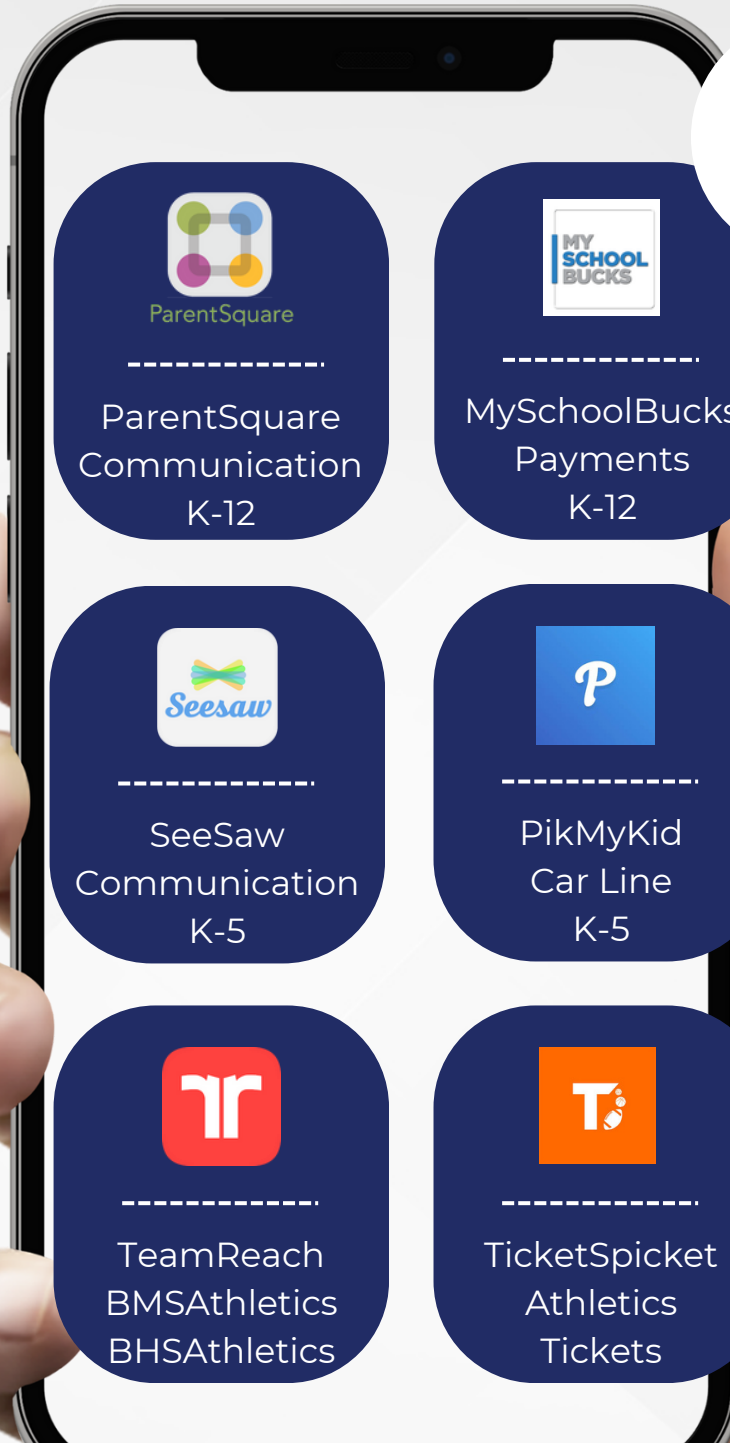 ParentSquare
ParentSquare
Communication
K-12
MY
SCHOOL
BUCKS
MySchoolBucks
Payments
K-12
Seesaw
SeeSaw
Communication
K-5
P
PikMyKid
Car Line
K-5
TeamReach
BMSAthletics
BHSAthletics
T
TicketSpicket
Athletics
Tickets